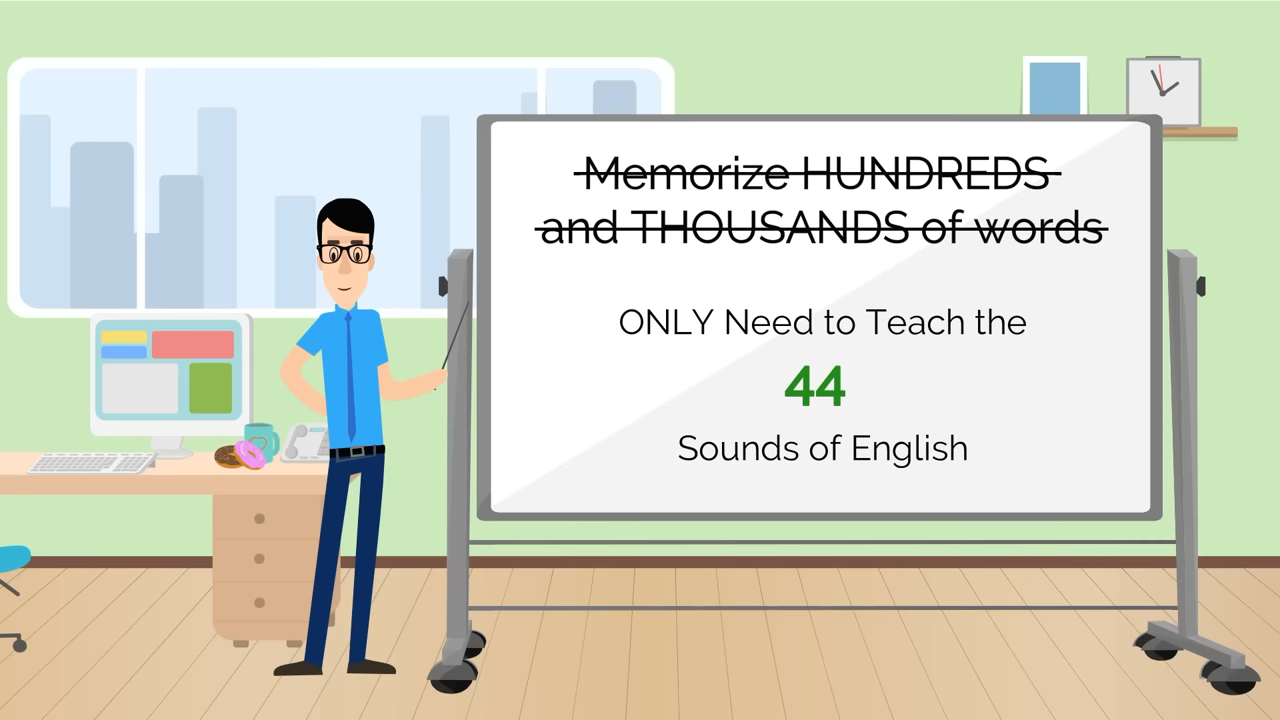 Memorize HUNDREDS
and THOUSANDS of words
ONLY Need to Teach the
44
Sounds of English